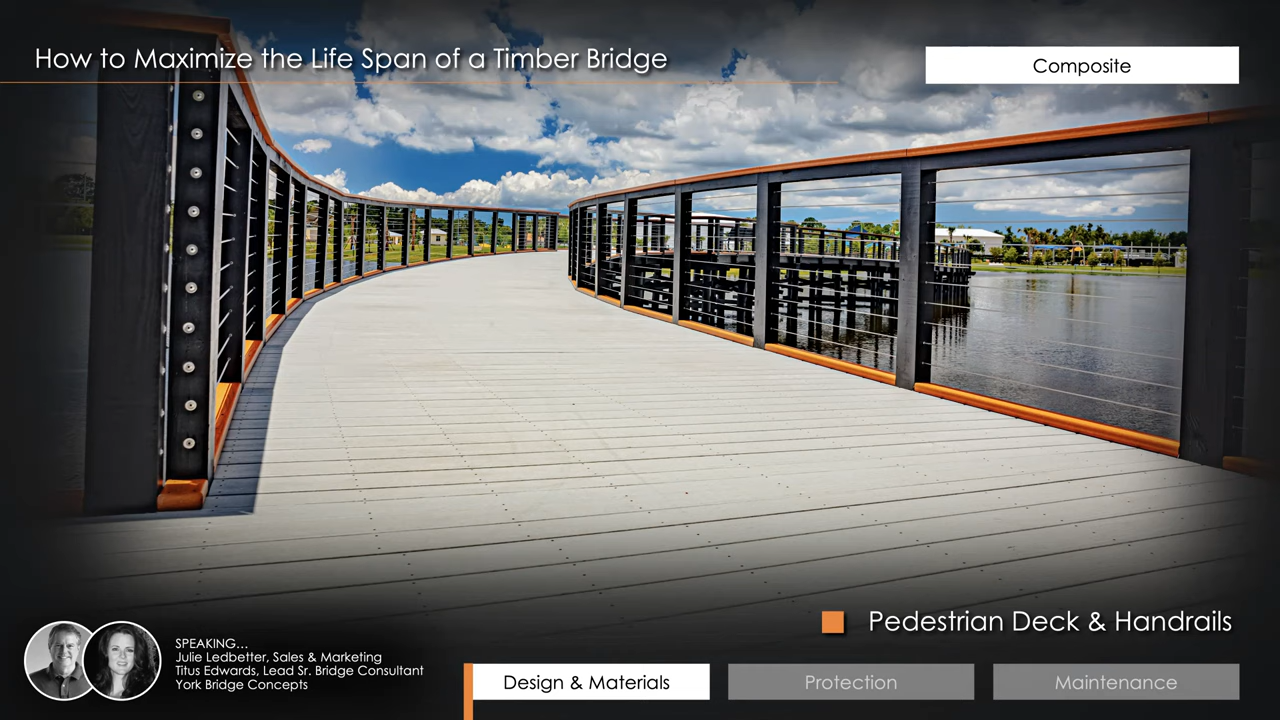 How to Maximize the Life Span of a Timber Bridge
Composite
Pedestrian Deck & Handrails
SPEAKING...
Julie Ledbetter, Sales & Marketing
Titus Edwards, Lead Sr. Bridge Consultant
York Bridge Concepts
Design & Materials
Protection
Maintenance